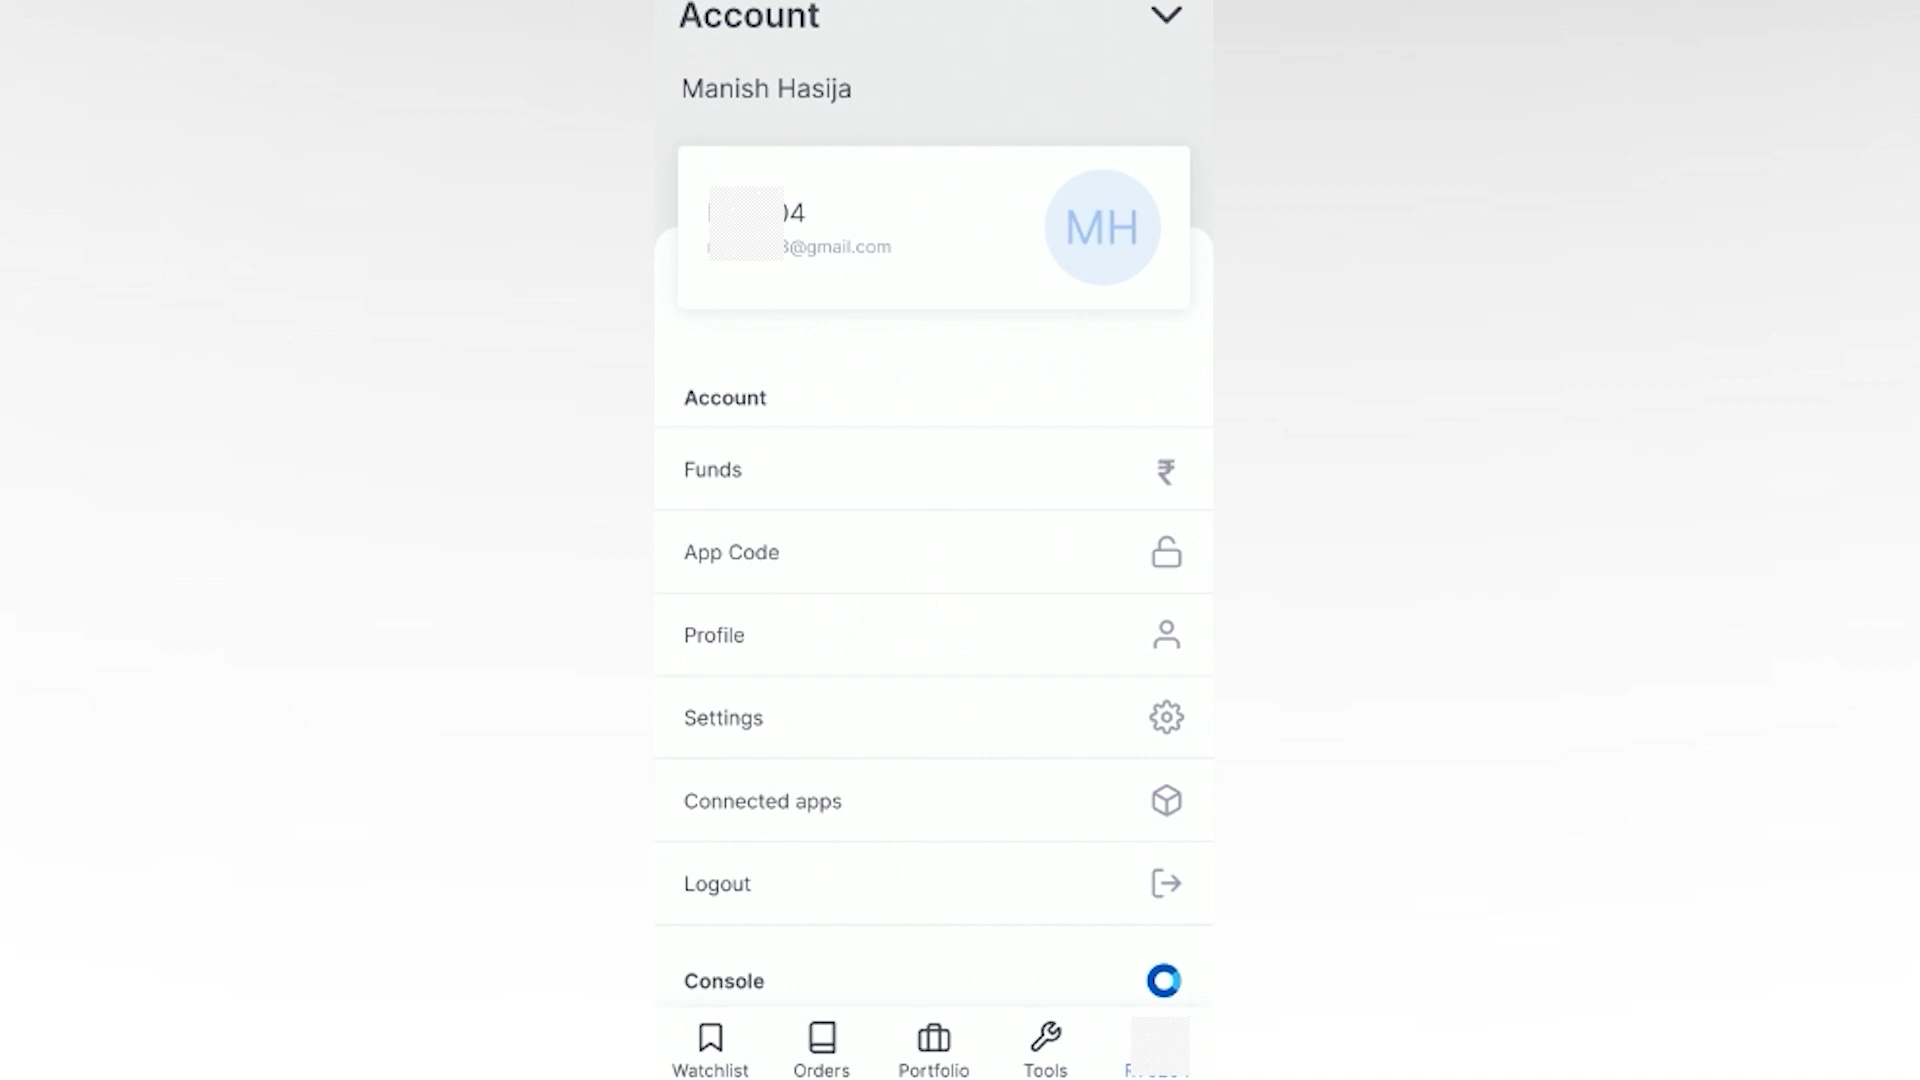 Account
Manish Hasija
04
@gmail.com
MH
Account
Funds
App Code
Profile
Settings
Connected apps
Logout
Console
Watchlist
Orders
Portfolio
Tools